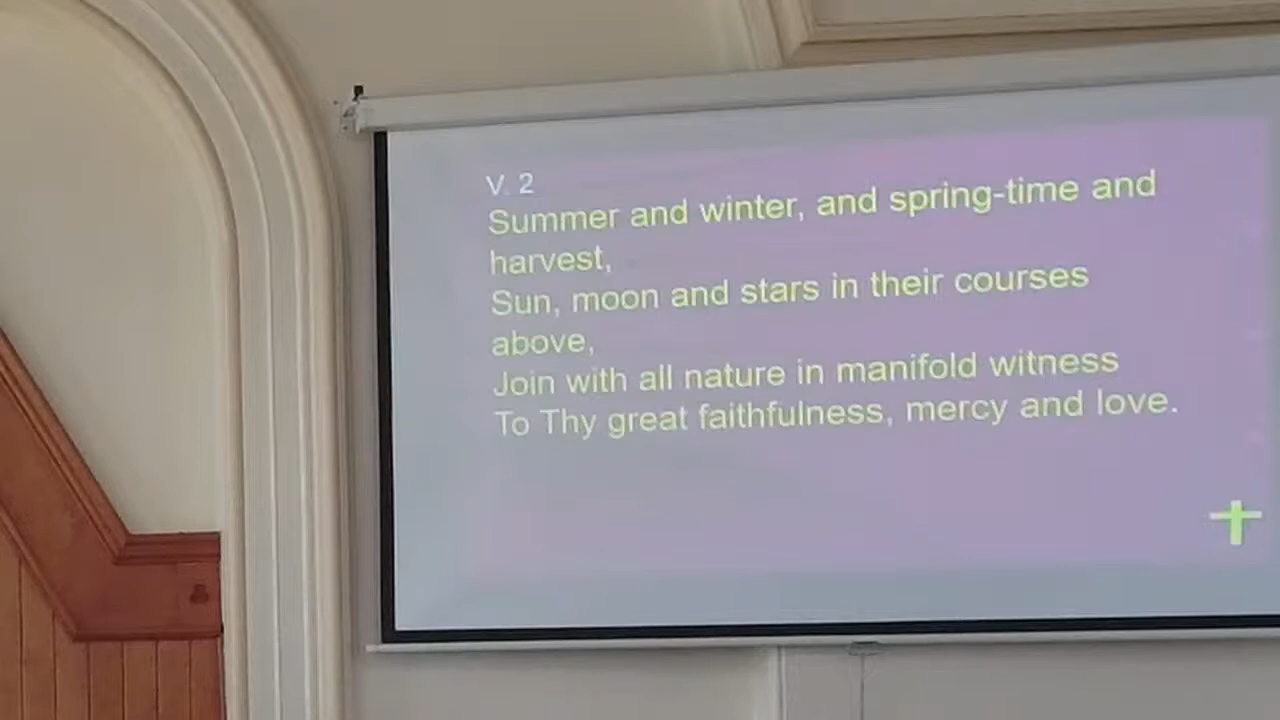 V. 2
Summer and winter, and spring-time and
harvest,
Sun, moon and stars in their courses
above,
Join with all nature in manifold witness
To Thy great faithfulness, mercy and love.